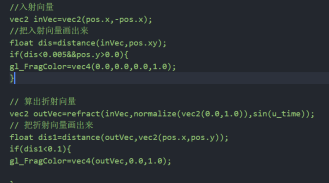 //入射向量
vec2 inVec=vec2(pos.x,-pos.x);
//把入射向量画出来
float dis=distance(inVec,pos.xy);
if(dis<0.005&&pos.y>0.0){
gl_FragColor=vec4(0.0,0.0,0.0,1.0);
}
// 算出折射向量
vec2 outVec=refract(inVec,normalize(vec2(0.0,1.0)),sin(u_time));
// 把折射向量画出来
float dis1=distance(outVec,vec2(pos.x,pos.y));
if(dis1<0.1){
gl_FragColor=vec4(outVec,0.0,1.0);